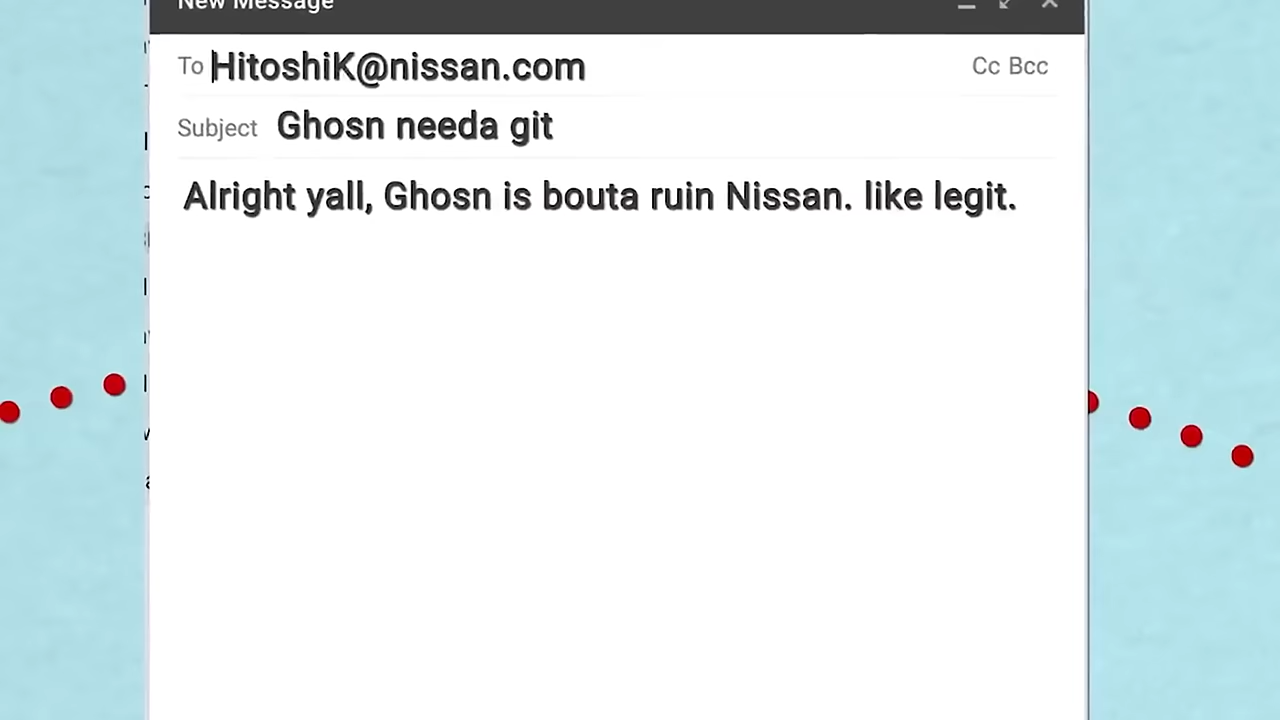 New Message
To HitoshiK@nissan.com Cc Bcc
Subject Ghosn needa git
Alright yall, Ghosn is bouta ruin Nissan. like legit.